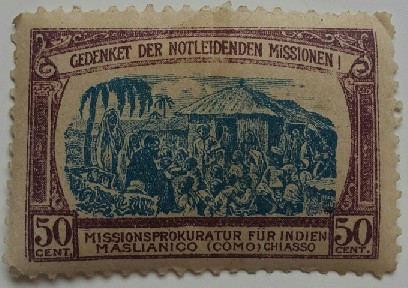 GEDENKET DER NOTLEIDENDEN MISSIONEN!
50 CENT.
MISSIONSPROKURATUR FÜR INDIEN
MASLIANICO (COMO) CHIASSO
50 CENT.